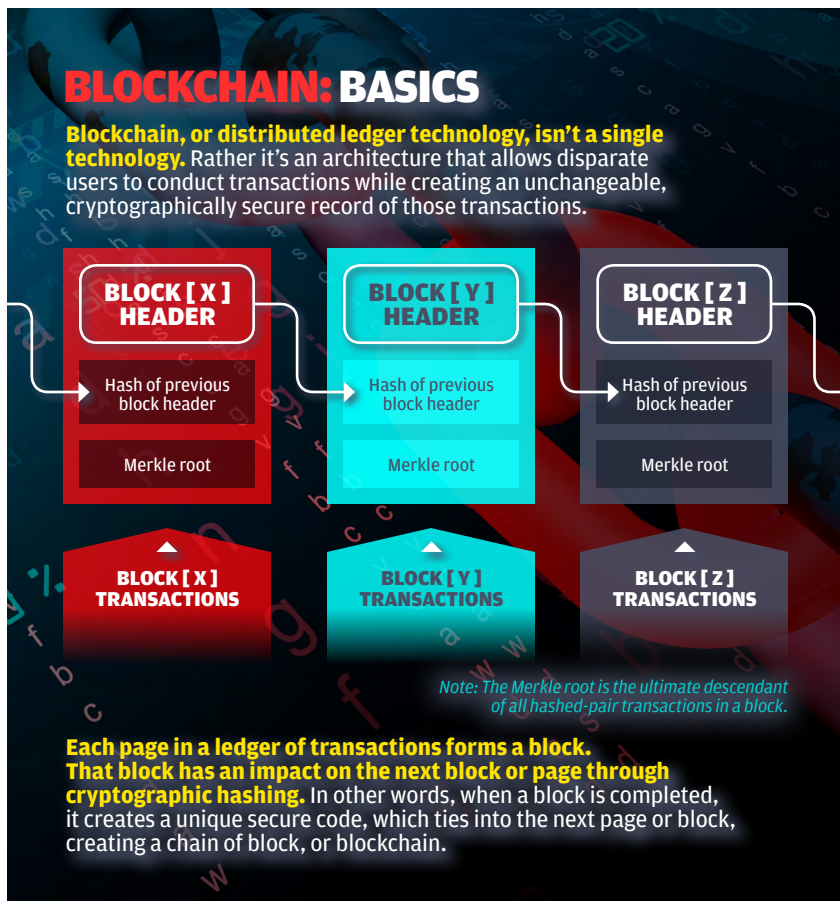 BLOCKCHAIN: BASICS
Blockchain, or distributed ledger technology, isn’t a single
technology. Rather it’s an architecture that allows disparate
users to conduct transactions while creating an unchangeable,
cryptographically secure record of those transactions.
BLOCK [ X ]
HEADER
Hash of previous
block header
Merkle root
BLOCK [ X ]
TRANSACTIONS
BLOCK [ Y ]
HEADER
Hash of previous
block header
Merkle root
BLOCK [ Y ]
TRANSACTIONS
BLOCK [ Z ]
HEADER
Hash of previous
block header
Merkle root
BLOCK [ Z ]
TRANSACTIONS
Note: The Merkle root is the ultimate descendant
of all hashed-pair transactions in a block.
Each page in a ledger of transactions forms a block.
That block has an impact on the next block or page through
cryptographic hashing. In other words, when a block is completed,
it creates a unique secure code, which ties into the next page or block,
creating a chain of block, or blockchain.